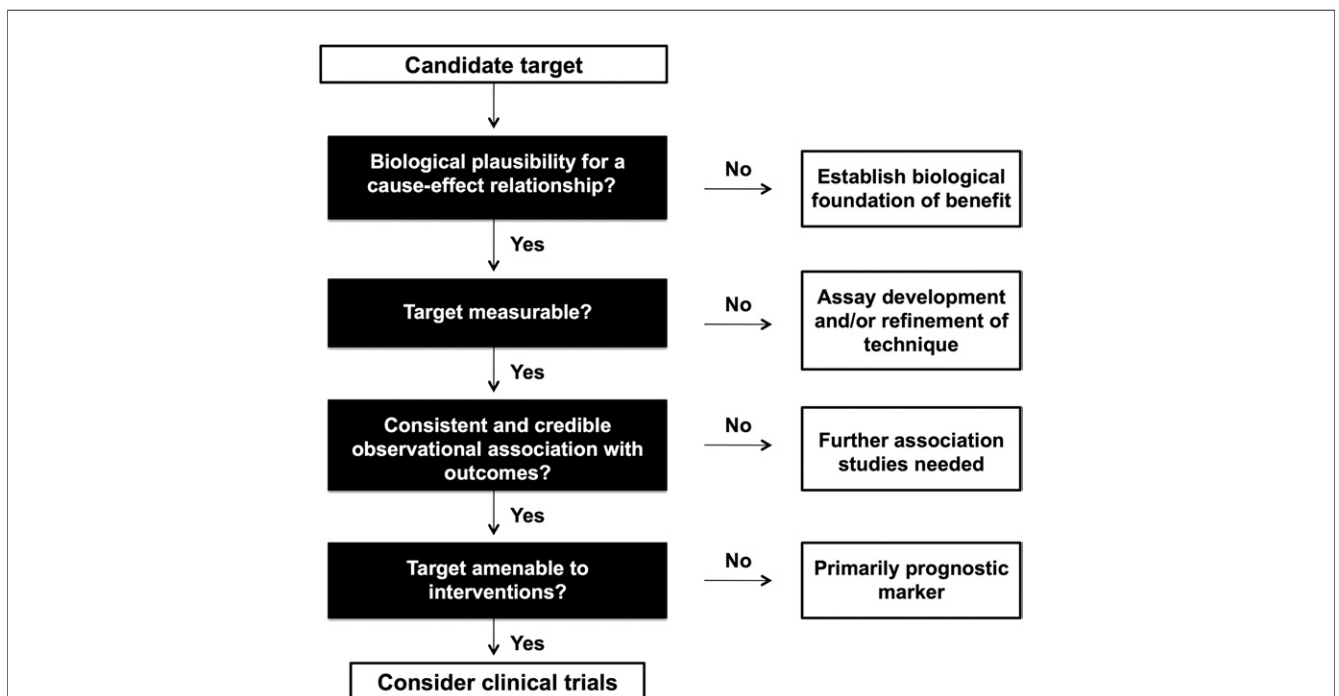 Candidate target
Biological plausibility for a
cause-effect relationship?
No
Establish biological
foundation of benefit
Yes
Target measurable?
No
Assay development
and/or refinement of
technique
Yes
Consistent and credible
observational association with
outcomes?
No
Further association
studies needed
Yes
Target amenable to
interventions?
No
Primarily prognostic
marker
Yes
Consider clinical trials